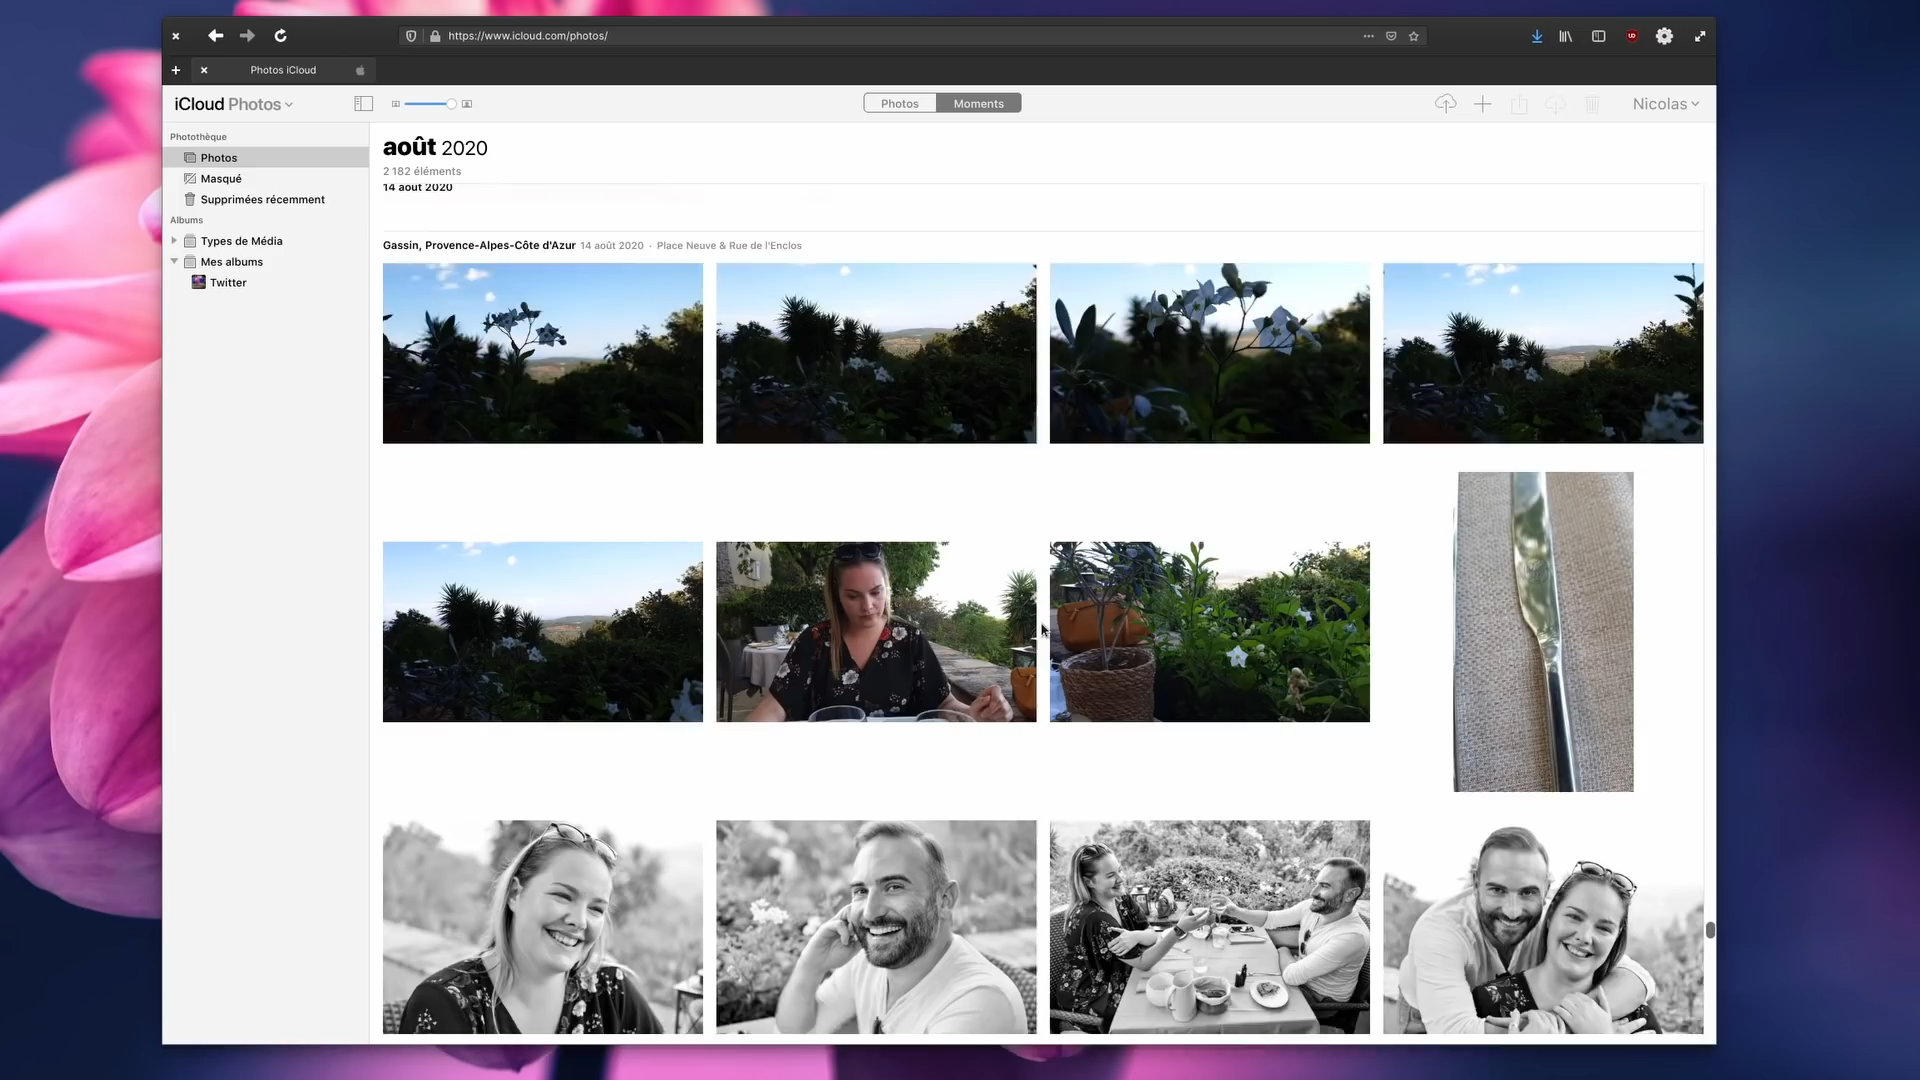 https://www.icloud.com/photos/
Photos iCloud
iCloud Photos
Photos
Moments
Nicolas
Photothèque
Photos
Masqué
Supprimées récemment
Albums
Types de Média
Mes albums
Twitter
août 2020
2 182 éléments
14 août 2020
Gassin, Provence-Alpes-Côte d'Azur 14 août 2020 · Place Neuve & Rue de l'Enclos